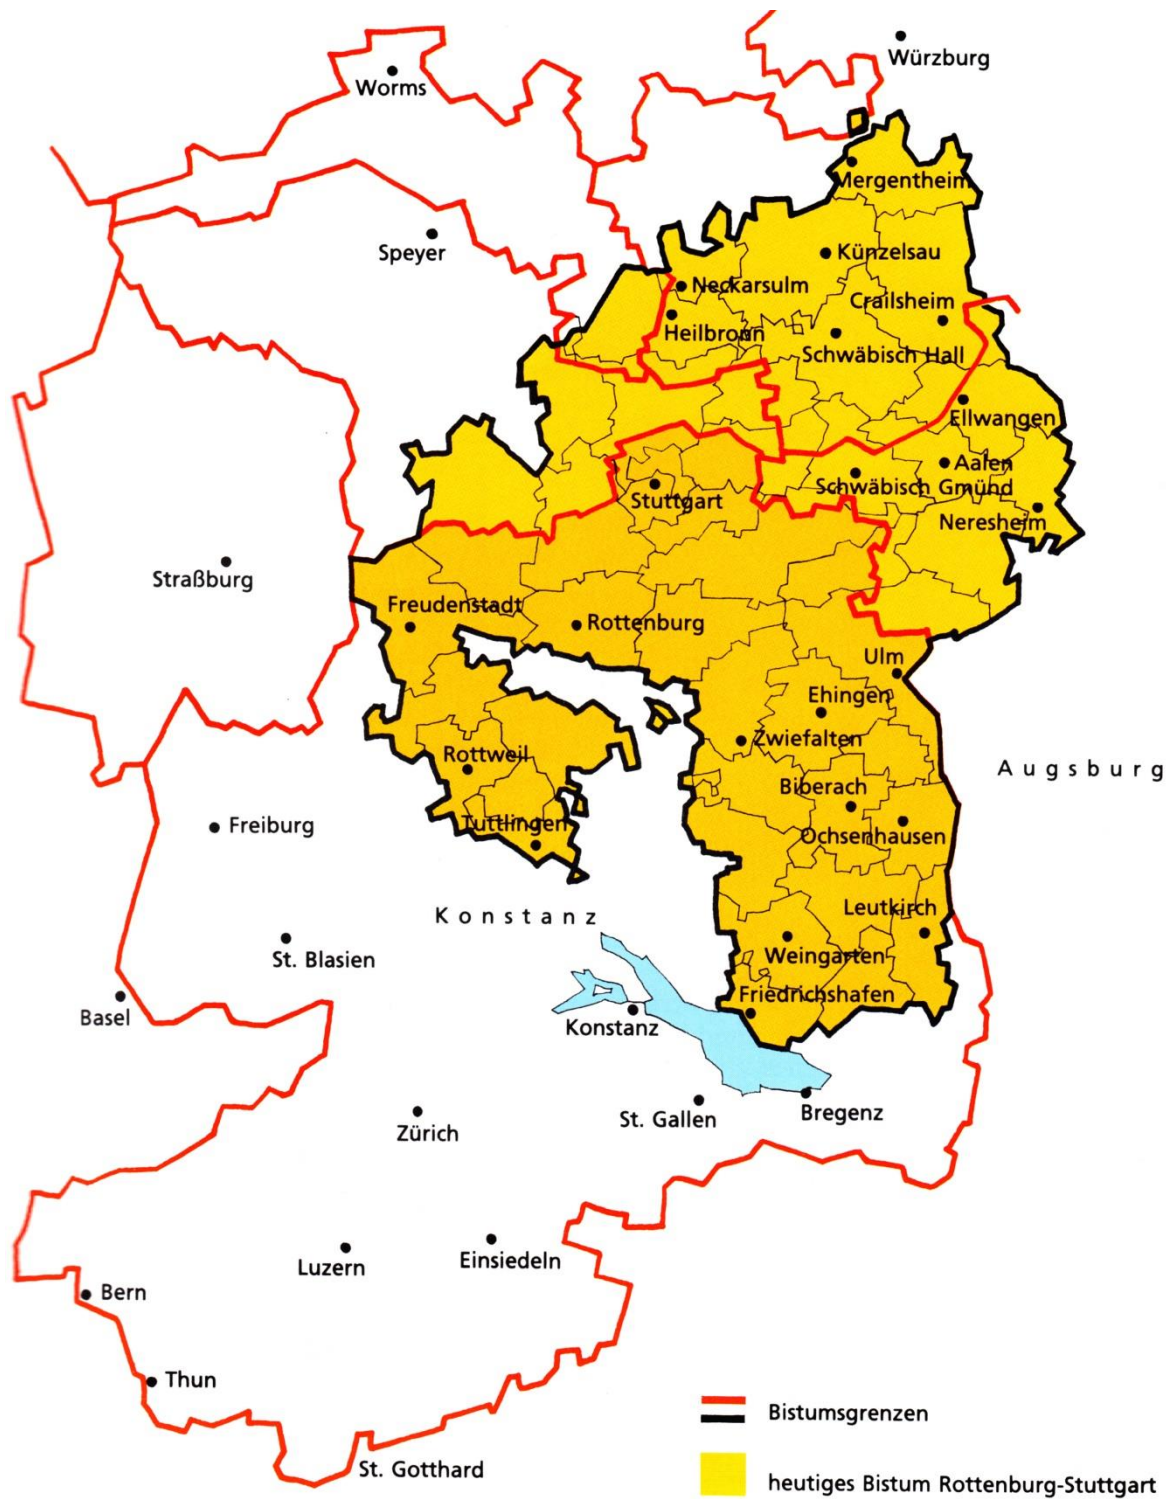 Würzburg
Worms
Mergentheim
Speyer
Künzelsau
Neckarsulm
Crailsheim
Heilbronn
Schwäbisch Hall
Ellwangen
Aalen
Schwäbisch Gmünd
Stuttgart
Neresheim
Straßburg
Freudenstadt
Rottenburg
Ulm
Ehingen
Zwiefalten
Rottweil
Augsburg
Biberach
Freiburg
Tuttlingen
Ochsenhausen
Leutkirch
Konstanz
St. Blasien
Weingarten
Friedrichshafen
Basel
Konstanz
St. Gallen
Bregenz
Zürich
Luzern
Einsiedeln
Bern
Thun
Bistumsgrenzen
St. Gotthard
heutiges Bistum Rottenburg-Stuttgart